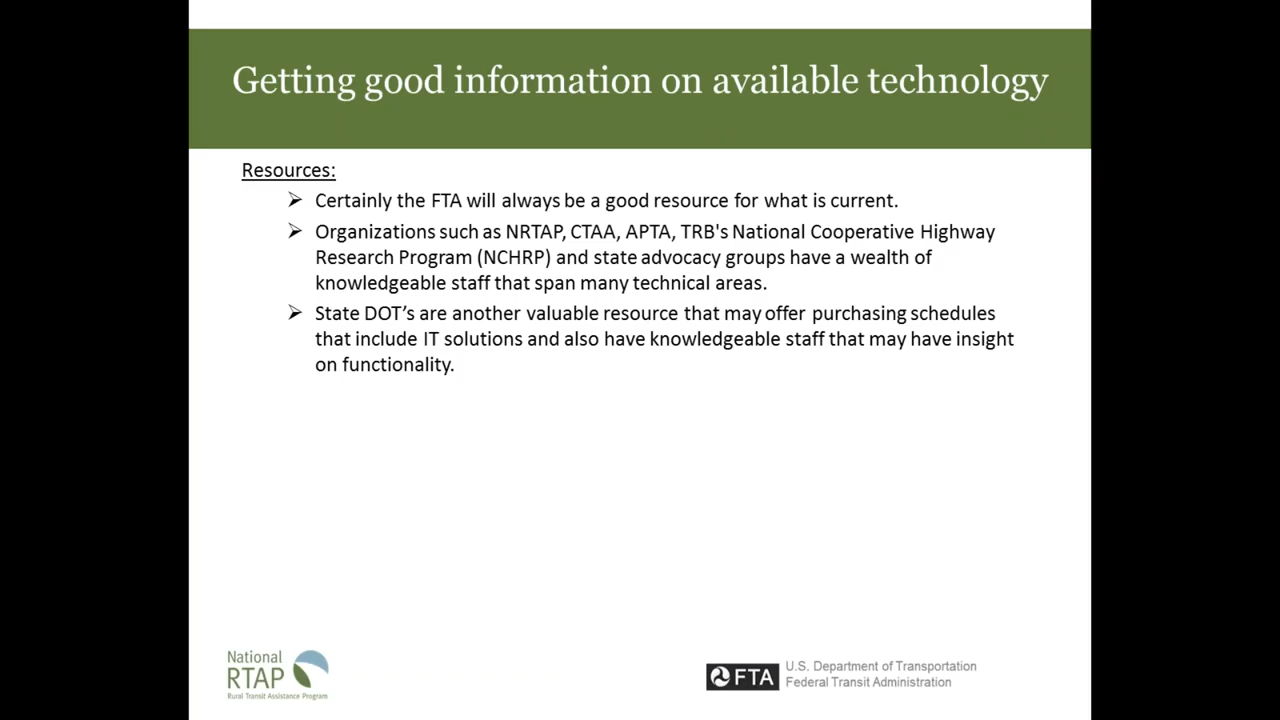 Getting good information on available technology
Resources:
➢ Certainly the FTA will always be a good resource for what is current.
➢ Organizations such as NRTAP, CTAA, APTA, TRB's National Cooperative Highway
Research Program (NCHRP) and state advocacy groups have a wealth of
knowledgeable staff that span many technical areas.
➢ State DOT’s are another valuable resource that may offer purchasing schedules
that include IT solutions and also have knowledgeable staff that may have insight
on functionality.
National
RTAP
Rural Transit Assistance Program
FTA
U.S. Department of Transportation
Federal Transit Administration